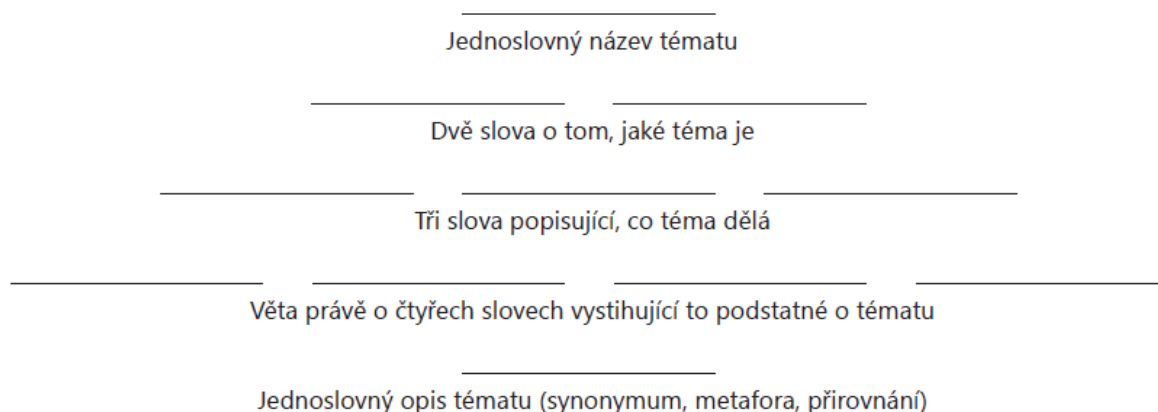 Jednoslovný název tématu
Dvě slova o tom, jaké téma je
Tři slova popisující, co téma dělá
Věta právě o čtyřech slovech vystihující to podstatné o tématu
Jednoslovný opis tématu (synonymum, metafora, přirovnání)